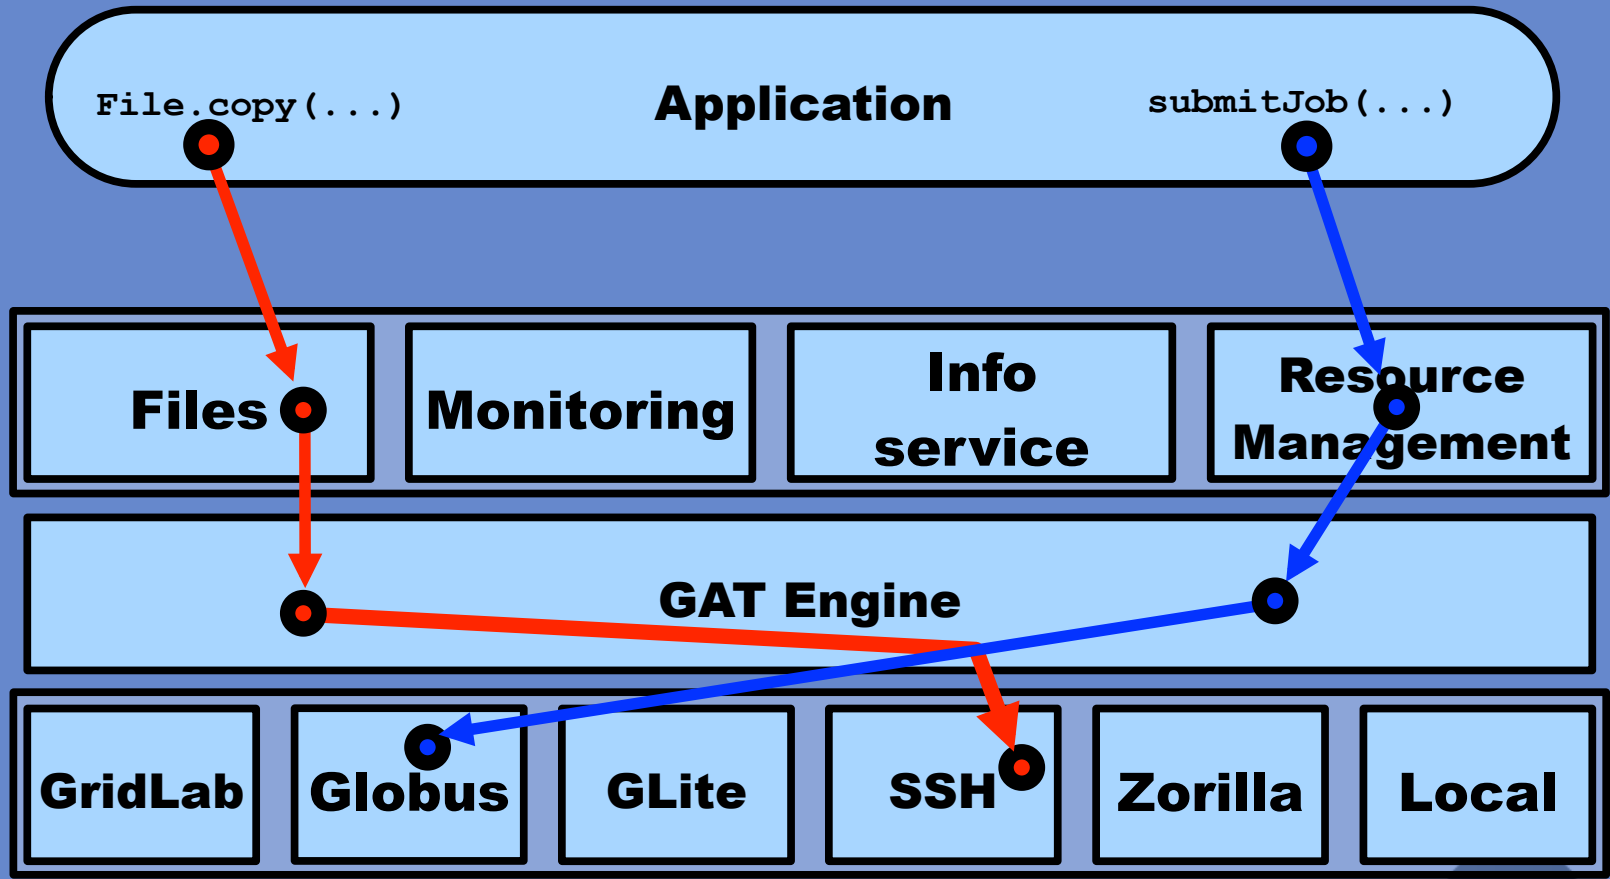 File.copy(...)
Application
submitJob(...)
Files
Monitoring
Info
service
Resource
Management
GAT Engine
GridLab
Globus
GLite
SSH
Zorilla
Local